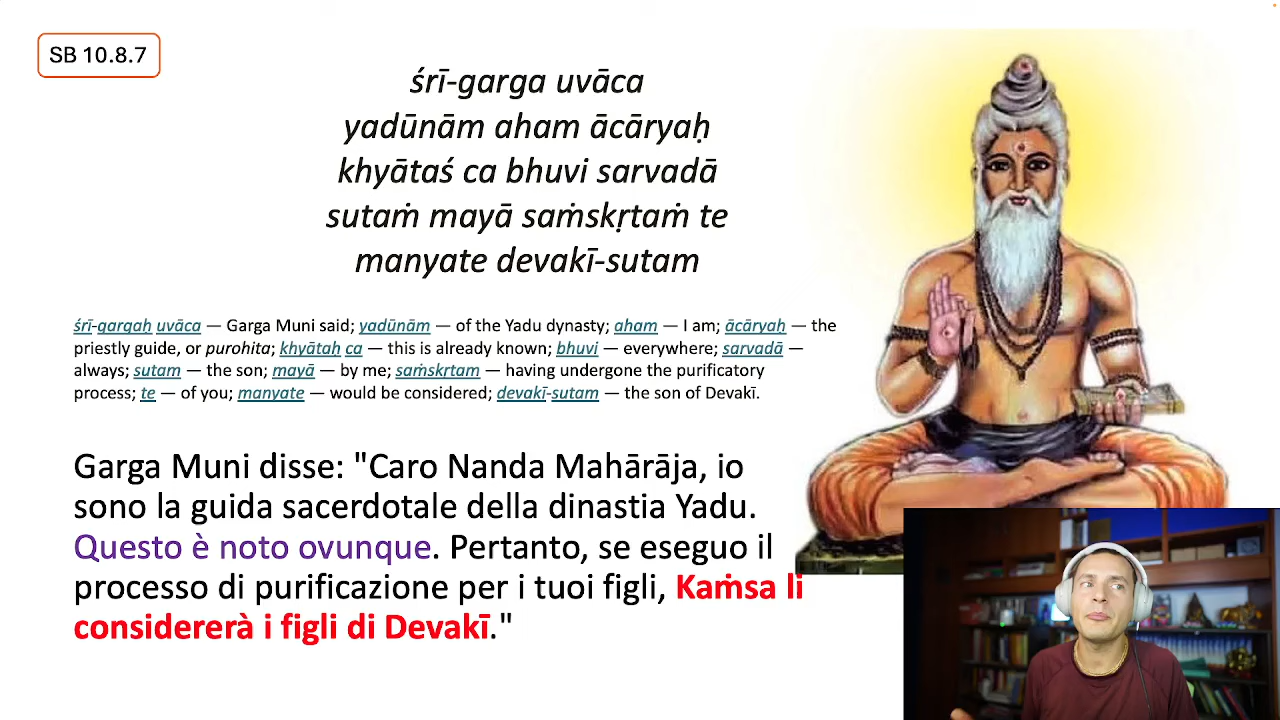 SB 10.8.7
śrī-garga uvāca
yadūnām aham ācāryaḥ
khyātaś ca bhuvi sarvadā
sutaṁ mayā saṁskṛtaṁ te
manyate devakī-sutam
śrī-gargaḥ uvāca — Garga Muni said; yadūnām — of the Yadu dynasty; aham — I am; ācāryaḥ — the
priestly guide, or purohita; khyātaḥ ca — this is already known; bhuvi — everywhere; sarvadā —
always; sutam — the son; mayā — by me; saṁskṛtam — having undergone the purificatory
process; te — of you; manyate — would be considered; devakī-sutam — the son of Devakī.
Garga Muni disse: "Caro Nanda Mahārāja, io
sono la guida sacerdotale della dinastia Yadu.
Questo è noto ovunque. Pertanto, se eseguo il
processo di purificazione per i tuoi figli, Kaṁsa li
considererà i figli di Devakī."